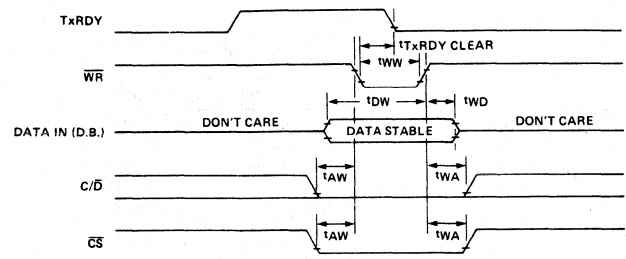 TxRDY
tTxRDY CLEAR
tWW
WR
tDW
tWD
DON'T CARE
DATA STABLE
DON'T CARE
DATA IN (D.B.)
tAW
tWA
C/D
tAW
tWA
CS